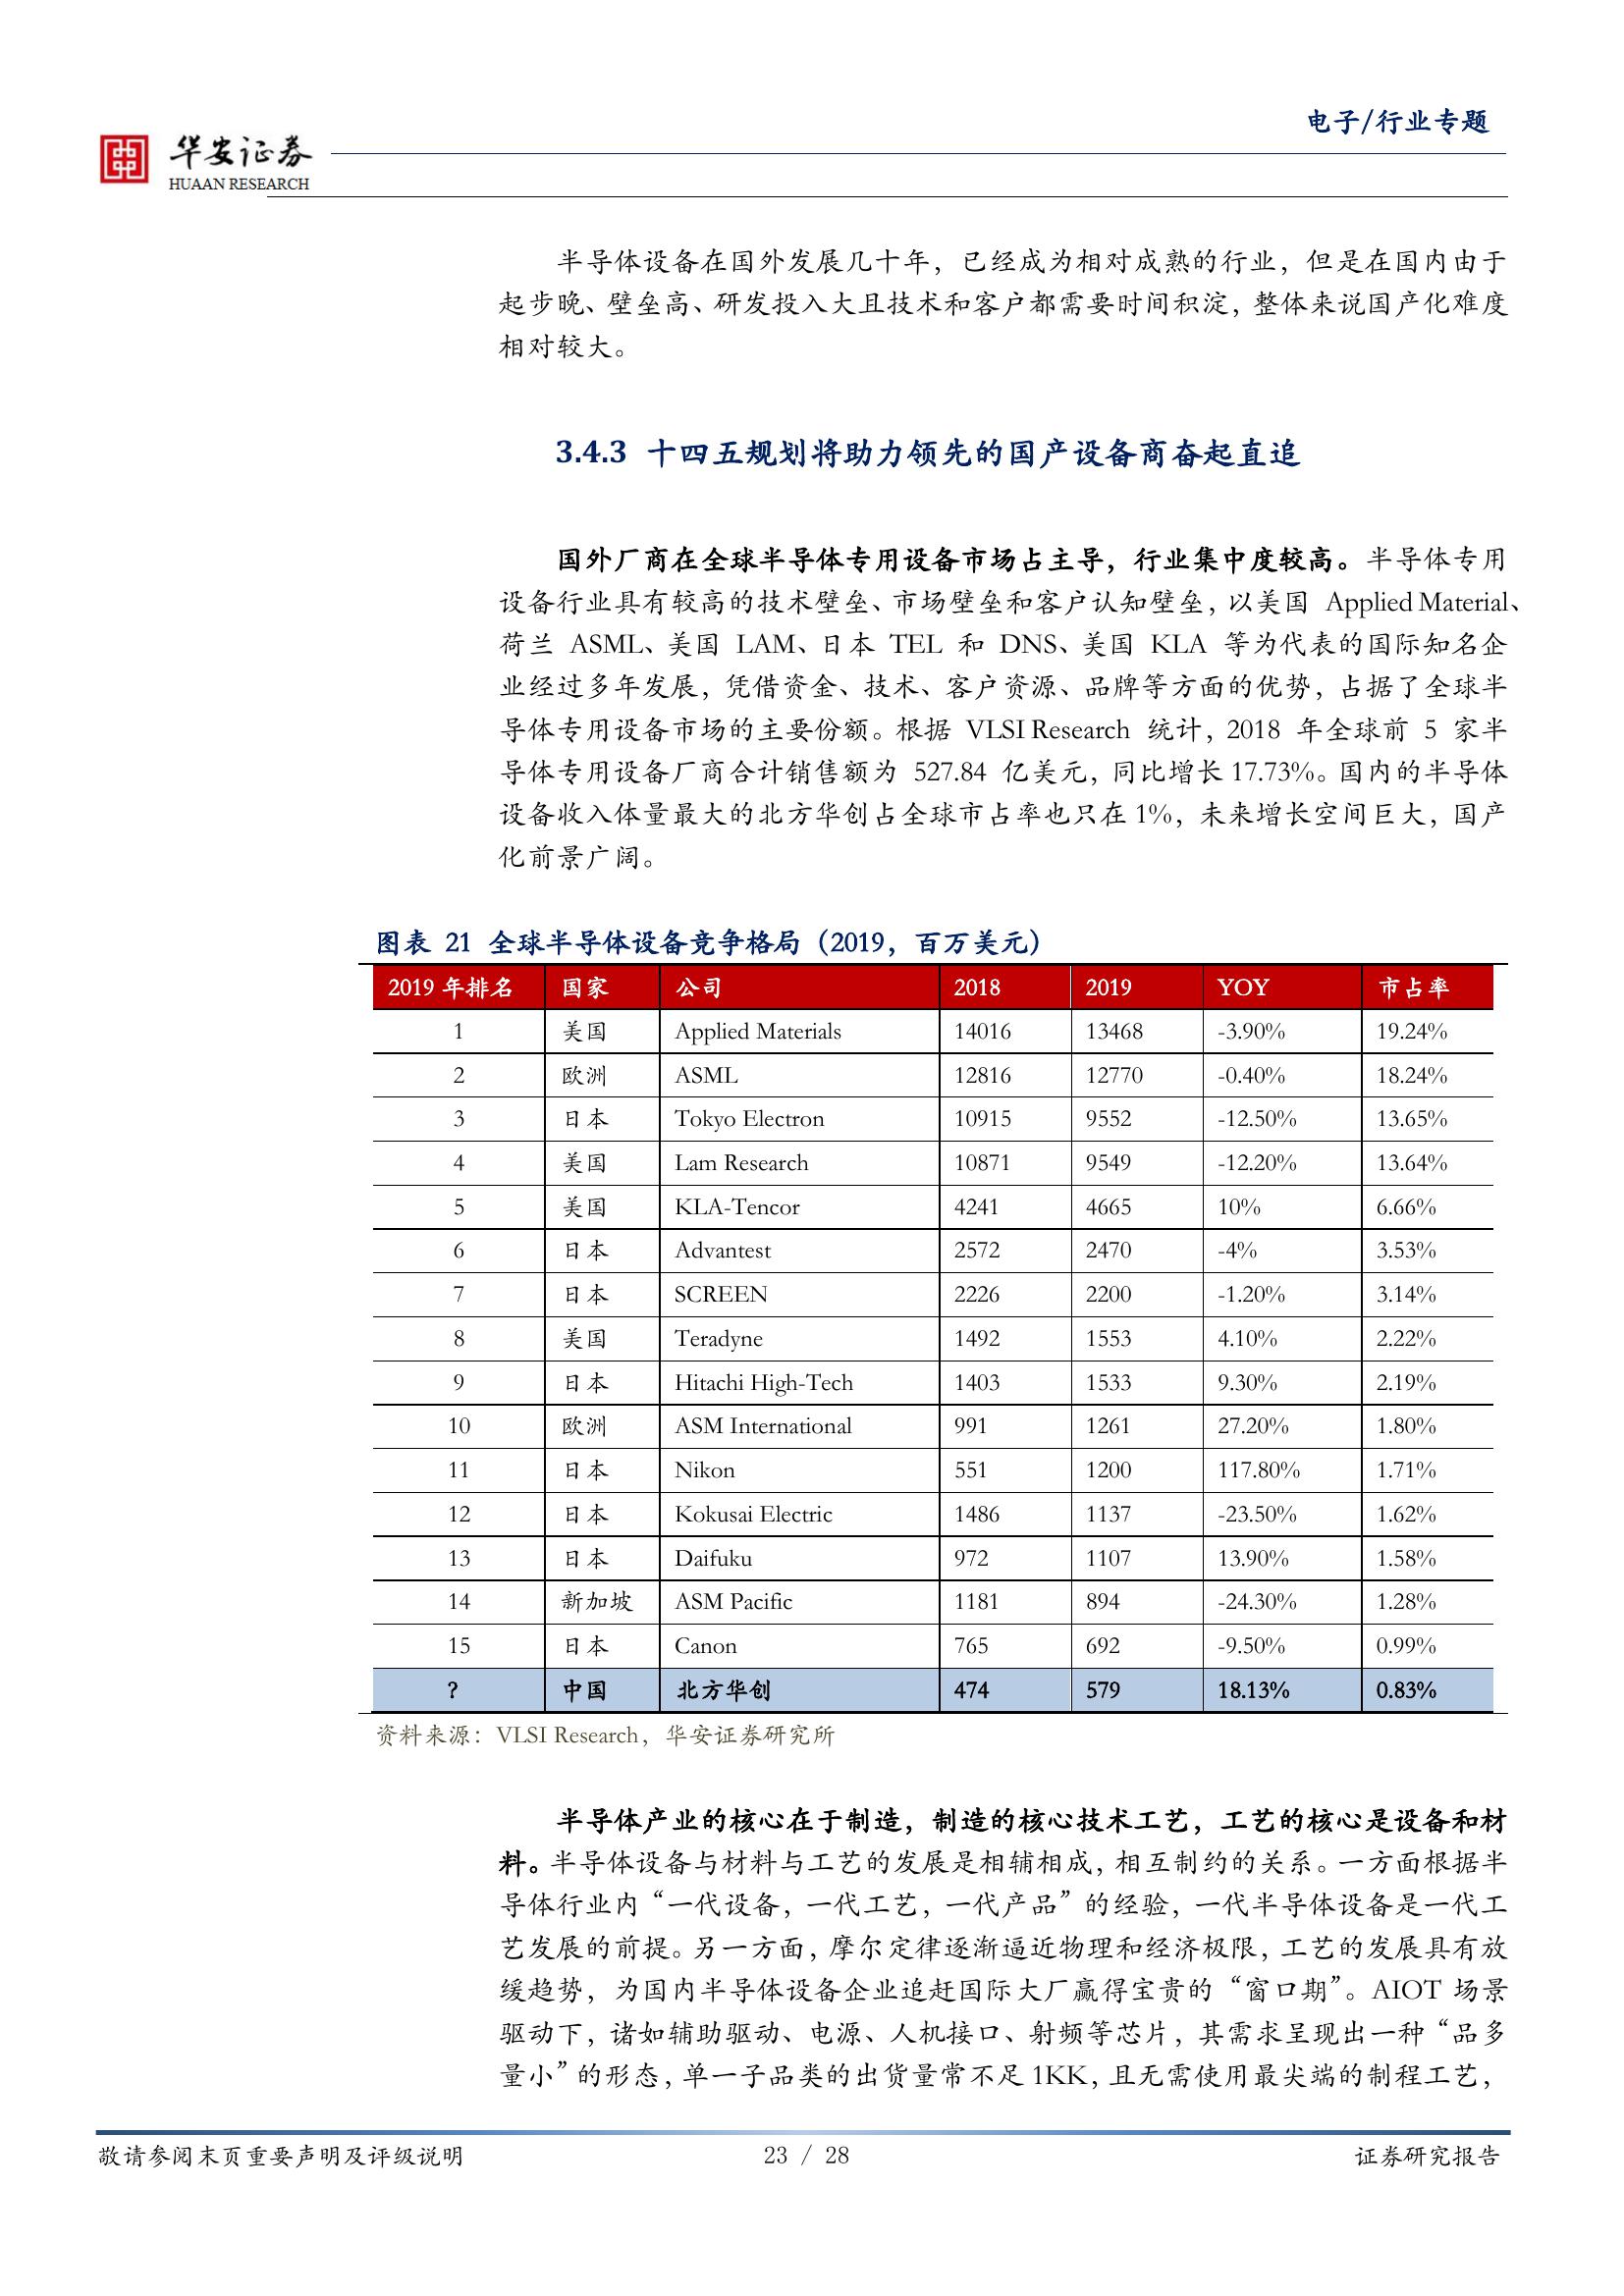 电子/行业专题
华安证券
HUAAN RESEARCH
半导体设备在国外发展几十年，已经成为相对成熟的行业，但是在国内由于
起步晚、壁垒高、研发投入大且技术和客户都需要时间积淀，整体来说国产化难度
相对较大。
3.4.3 十四五规划将助力领先的国产设备商奋起直追
国外厂商在全球半导体专用设备市场占主导，行业集中度较高。半导体专用
设备行业具有较高的技术壁垒、市场壁垒和客户认知壁垒，以美国 Applied Material、
荷兰 ASML、美国 LAM、日本 TEL 和 DNS、美国 KLA 等为代表的国际知名企
业经过多年发展，凭借资金、技术、客户资源、品牌等方面的优势，占据了全球半
导体专用设备市场的主要份额。根据 VLSI Research 统计，2018 年全球前 5 家半
导体专用设备厂商合计销售额为 527.84 亿美元，同比增长 17.73%。国内的半导体
设备收入体量最大的北方华创占全球市占率也只在 1%，未来增长空间巨大，国产
化前景广阔。
图表 21 全球半导体设备竞争格局（2019，百万美元）
2019 年排名 国家 公司 2018 2019 YOY 市占率
1 美国 Applied Materials 14016 13468 -3.90% 19.24%
2 欧洲 ASML 12816 12770 -0.40% 18.24%
3 日本 Tokyo Electron 10915 9552 -12.50% 13.65%
4 美国 Lam Research 10871 9549 -12.20% 13.64%
5 美国 KLA-Tencor 4241 4665 10% 6.66%
6 日本 Advantest 2572 2470 -4% 3.53%
7 日本 SCREEN 2226 2200 -1.20% 3.14%
8 美国 Teradyne 1492 1553 4.10% 2.22%
9 日本 Hitachi High-Tech 1403 1533 9.30% 2.19%
10 欧洲 ASM International 991 1261 27.20% 1.80%
11 日本 Nikon 551 1200 117.80% 1.71%
12 日本 Kokusai Electric 1486 1137 -23.50% 1.62%
13 日本 Daifuku 972 1107 13.90% 1.58%
14 新加坡 ASM Pacific 1181 894 -24.30% 1.28%
15 日本 Canon 765 692 -9.50% 0.99%
? 中国 北方华创 474 579 18.13% 0.83%
资料来源：VLSI Research，华安证券研究所
半导体产业的核心在于制造，制造的核心技术工艺，工艺的核心是设备和材
料。半导体设备与材料与工艺的发展是相辅相成，相互制约的关系。一方面根据半
导体行业内“一代设备，一代工艺，一代产品”的经验，一代半导体设备是一代工
艺发展的前提。另一方面，摩尔定律逐渐逼近物理和经济极限，工艺的发展具有放
缓趋势，为国内半导体设备企业追赶国际大厂赢得宝贵的“窗口期”。AIOT 场景
驱动下，诸如辅助驱动、电源、人机接口、射频等芯片，其需求呈现出一种“品多
量小”的形态，单一子品类的出货量常不足 1KK，且无需使用最尖端的制程工艺，
敬请参阅末页重要声明及评级说明 23 / 28 证券研究报告